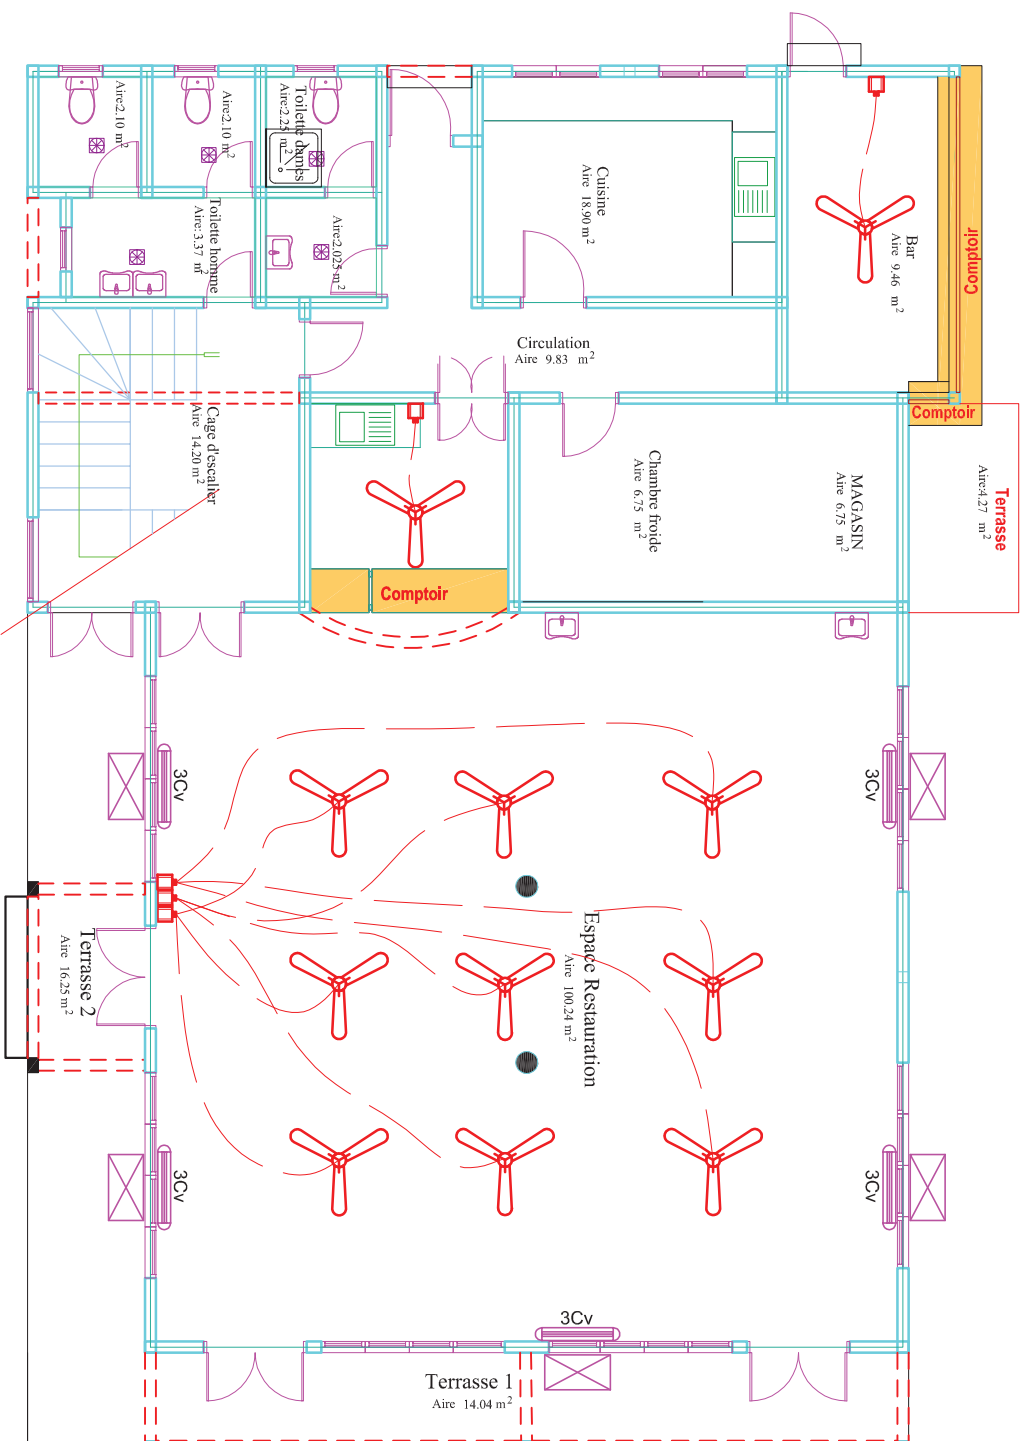 Aire:2.10 m2
Aire:2.10 m2
Toilette dames
Aire:2.25 m2
Toilette homme
Aire: 3.37 m2
Aire:2.025 m2
Cuisine
Aire 18.90 m2
Bar
Aire 9.46 m2
Comptoir
Circulation
Aire 9.83 m2
Comptoir
Cage d'escalier
Aire 14.20 m2
Chambre froide
Aire 6.75 m2
MAGASIN
Aire 6.75 m2
Terrasse
Aire:4.27 m2
Comptoir
3Cv
3Cv
Espace Restauration
Aire 100.24 m2
Terrasse 2
Aire 16.25 m2
3Cv
3Cv
3Cv
Terrasse 1
Aire 14.04 m2